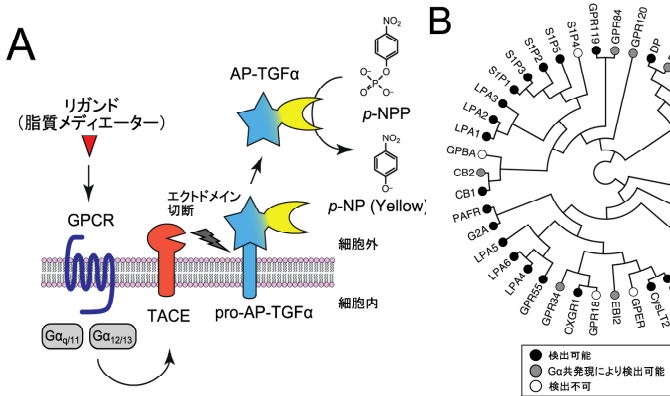 A
リガンド
(脂質メディエーター)
GPCR
Gαq/11
Gα12/13
TACE
エクトドメイン
切断
AP-TGFα
pro-AP-TGFα
NO2
O
O-
P
O
O-
p-NPP
NO2
O-
p-NP (Yellow)
細胞外
細胞内
B
GPR119
GPF84
GPR120
DP
S1P4
S1P5
S1P2
S1P3
S1P1
LPA3
LPA2
LPA1
GPBA
CB2
CB1
PAFR
G2A
LPA5
LPA6
LPA4
GPR55
GPR34
CXGR1
GPR18
EBI2
GPER
CysLT2
検出可能
Gα共発現により検出可能
検出不可